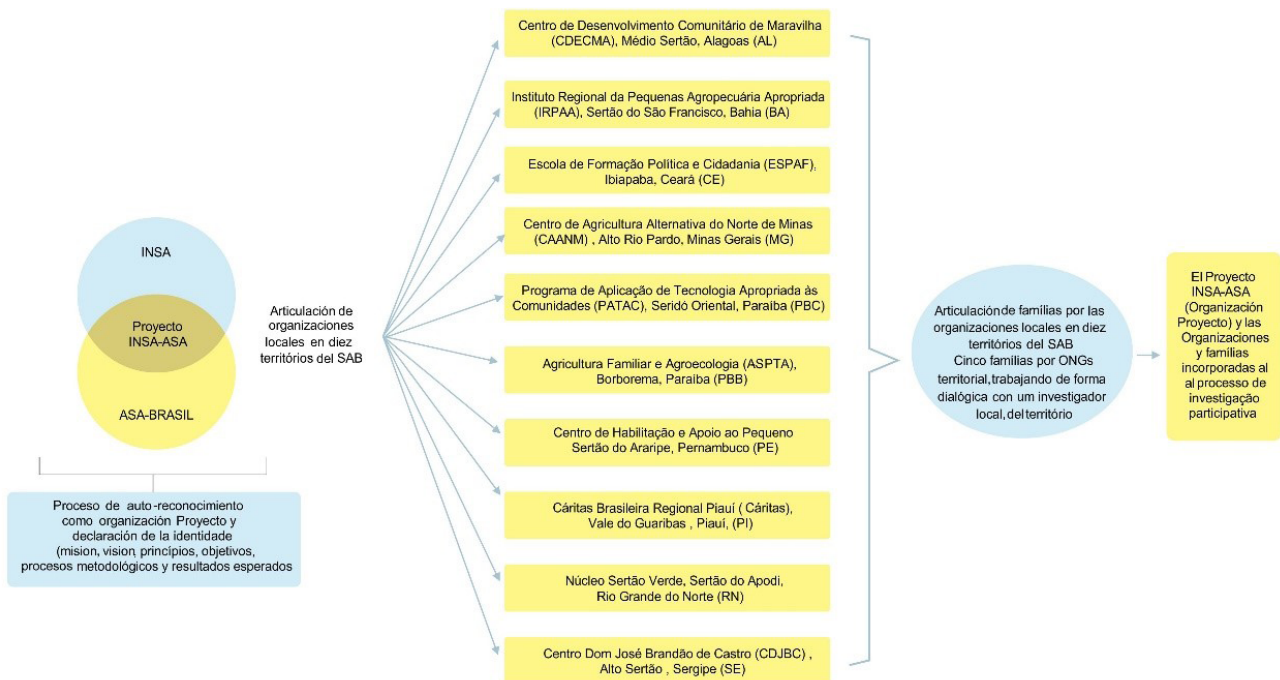 INSA
Proyecto
INSA-ASA
ASA-BRASIL
Proceso de auto-reconocimiento
como organización Proyecto y
declaración de la identidade
(mision, vision, princípios, objetivos,
procesos metodológicos y resultados esperados
Articulación de
organizaciones
locales en diez
territórios del SAB
Centro de Desenvolvimento Comunitário de Maravilha
(CDECMA), Médio Sertão, Alagoas (AL)
Instituto Regional da Pequenas Agropecuária Apropriada
(IRPAA), Sertão do São Francisco, Bahia (BA)
Escola de Formação Política e Cidadania (ESPAF),
Ibiapaba, Ceará (CE)
Centro de Agricultura Alternativa do Norte de Minas
(CAANM) , Alto Rio Pardo, Minas Gerais (MG)
Programa de Aplicação de Tecnologia Apropriada às
Comunidades (PATAC), Seridó Oriental, Paraíba (PBC)
Agricultura Familiar e Agroecologia (ASPTA),
Borborema, Paraíba (PBB)
Centro de Habilitação e Apoio ao Pequeno
Sertão do Araripe, Pernambuco (PE)
Cáritas Brasileira Regional Piauí ( Cáritas),
Vale do Guaribas , Piauí, (PI)
Núcleo Sertão Verde, Sertão do Apodi,
Rio Grande do Norte (RN)
Centro Dom José Brandão de Castro (CDJBC) ,
Alto Sertão , Sergipe (SE)
Articulación de famílias por las
organizaciones locales en diez
territórios del SAB
Cinco famílias por ONGs
territorial, trabajando de forma
dialógica con um investigador
local, del território
El Proyecto
INSA-ASA
(Organización
Proyecto) y las
Organizaciones
y famílias
incorporadas al
al processo de
investigação
participativa